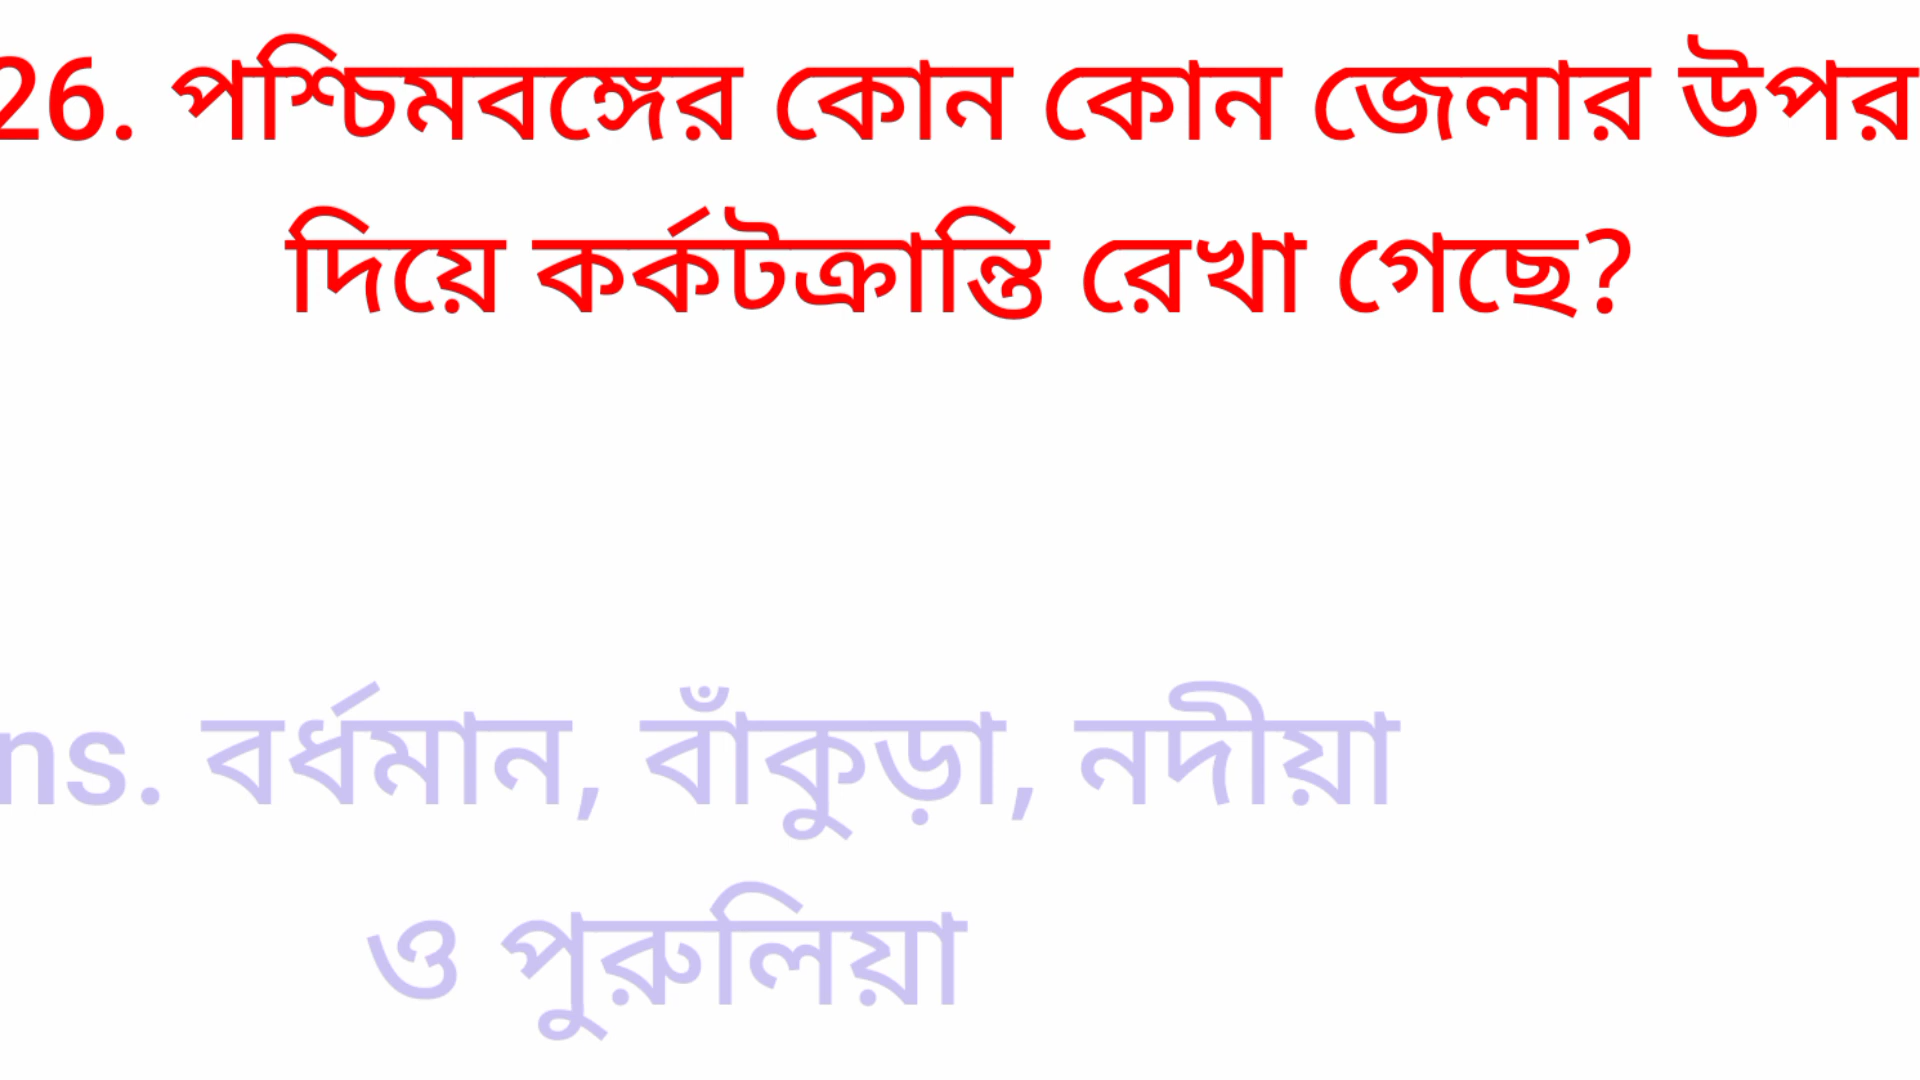 26. পশ্চিমবঙ্গের কোন কোন জেলার উপর
দিয়ে কর্কটক্রান্তি রেখা গেছে?
ns. বর্ধমান, বাঁকুড়া, নদীয়া
ও পুরুলিয়া